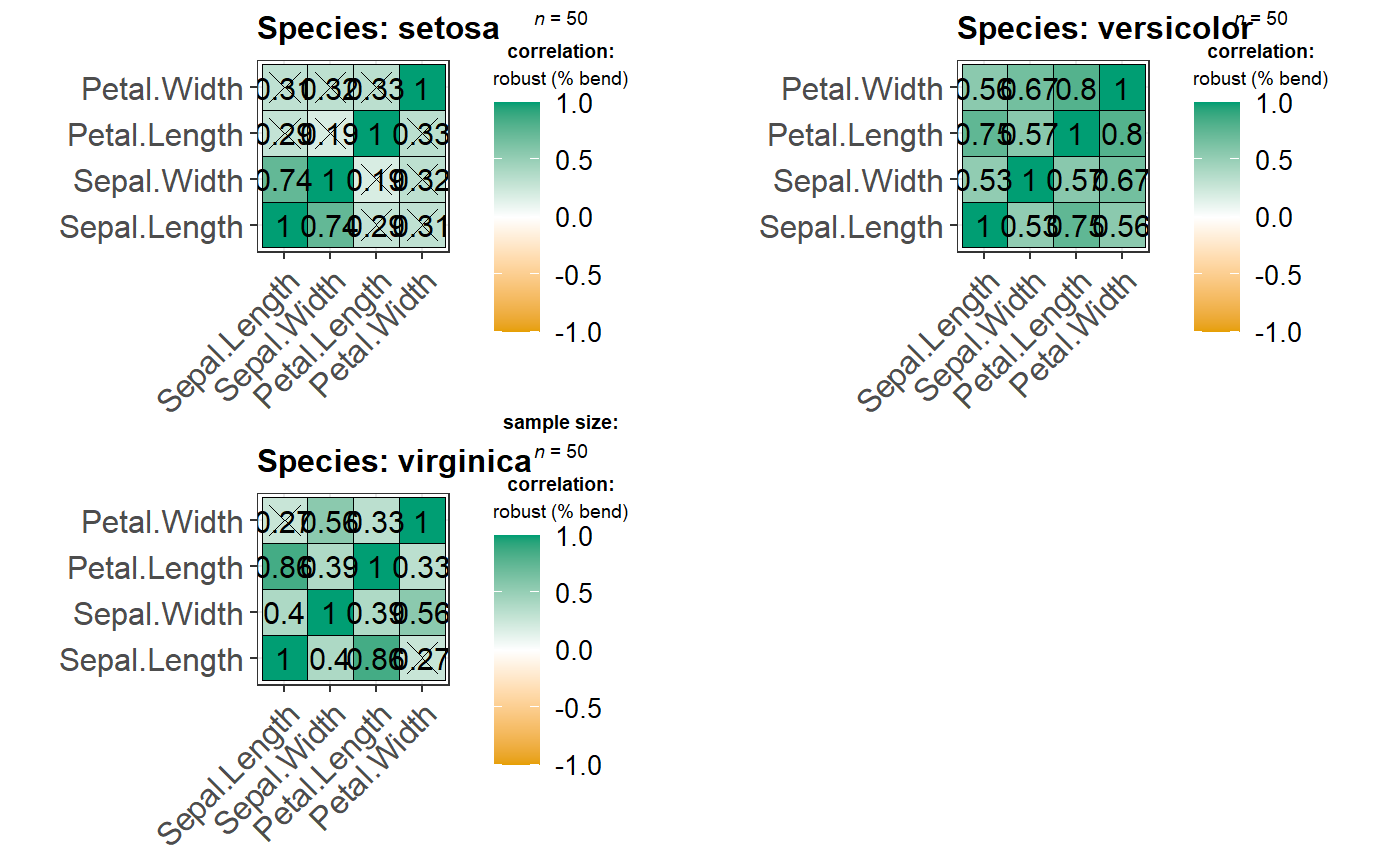 Species: setosa
n = 50
correlation:
robust (% bend)
Petal.Width 0.31 0.32 0.33 1
Petal.Length 0.29 0.19 1 0.33
Sepal.Width 0.74 1 0.19 0.32
Sepal.Length 1 0.74 0.29 0.31
Sepal.Length
Sepal.Width
Petal.Length
Petal.Width
1.0
0.5
0.0
-0.5
-1.0
Species: versicolor
n = 50
correlation:
robust (% bend)
Petal.Width 0.56 0.67 0.8 1
Petal.Length 0.75 0.57 1 0.8
Sepal.Width 0.53 1 0.57 0.67
Sepal.Length 1 0.53 0.75 0.56
Sepal.Length
Sepal.Width
Petal.Length
Petal.Width
1.0
0.5
0.0
-0.5
-1.0
Species: virginica
sample size:
n = 50
correlation:
robust (% bend)
Petal.Width 0.27 0.56 0.33 1
Petal.Length 0.86 0.39 1 0.33
Sepal.Width 0.4 1 0.39 0.56
Sepal.Length 1 0.4 0.86 0.27
Sepal.Length
Sepal.Width
Petal.Length
Petal.Width
1.0
0.5
0.0
-0.5
-1.0